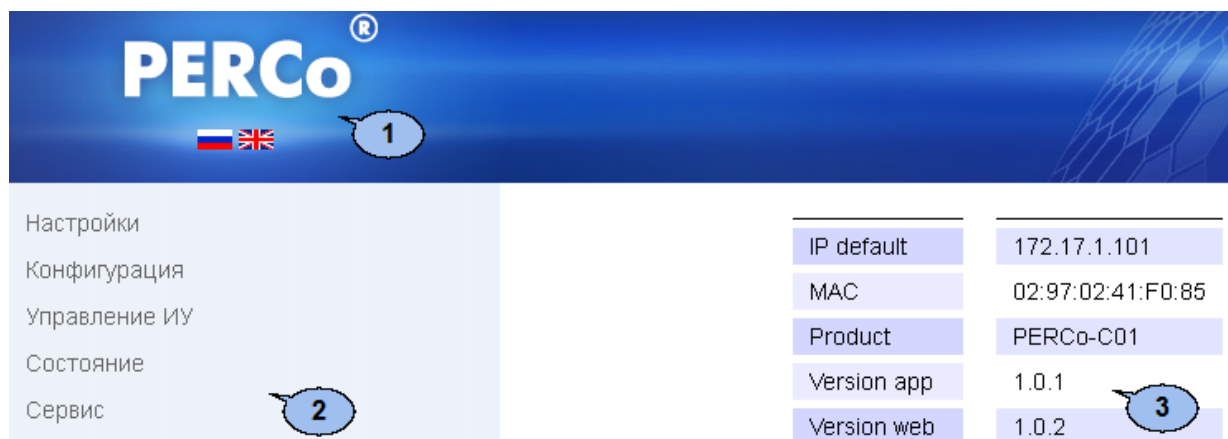 PERCo®
1
Настройки
Конфигурация
Управление ИУ
Состояние
Сервис
2
IP default 172.17.1.101
MAC 02:97:02:41:F0:85
Product PERCo-C01
Version app 1.0.1
3
Version web 1.0.2